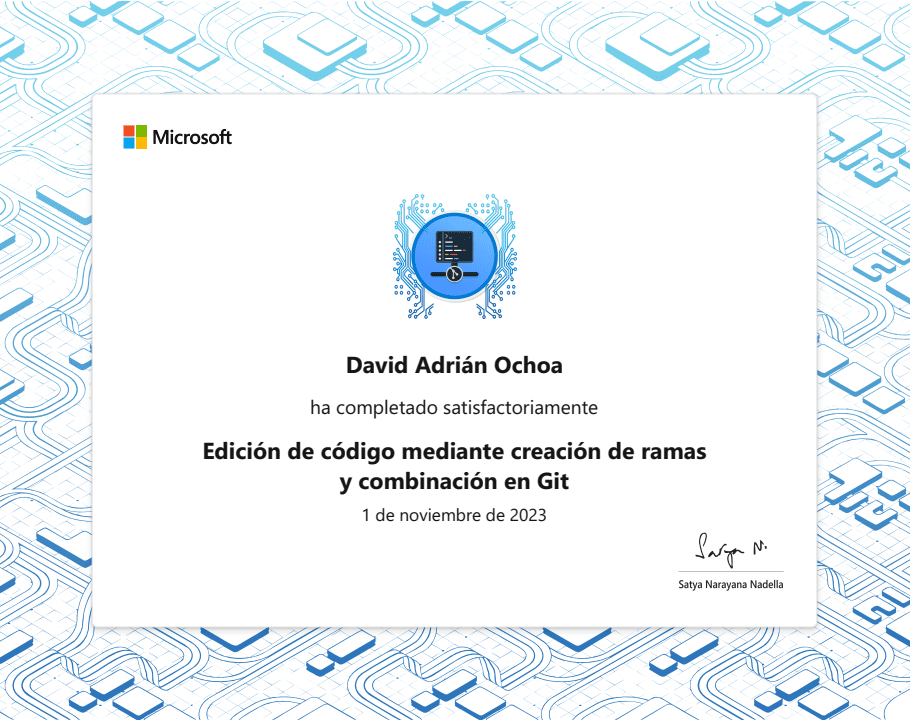 Microsoft
David Adrián Ochoa
ha completado satisfactoriamente
Edición de código mediante creación de ramas
y combinación en Git
1 de noviembre de 2023
Satya N.
Satya Narayana Nadella